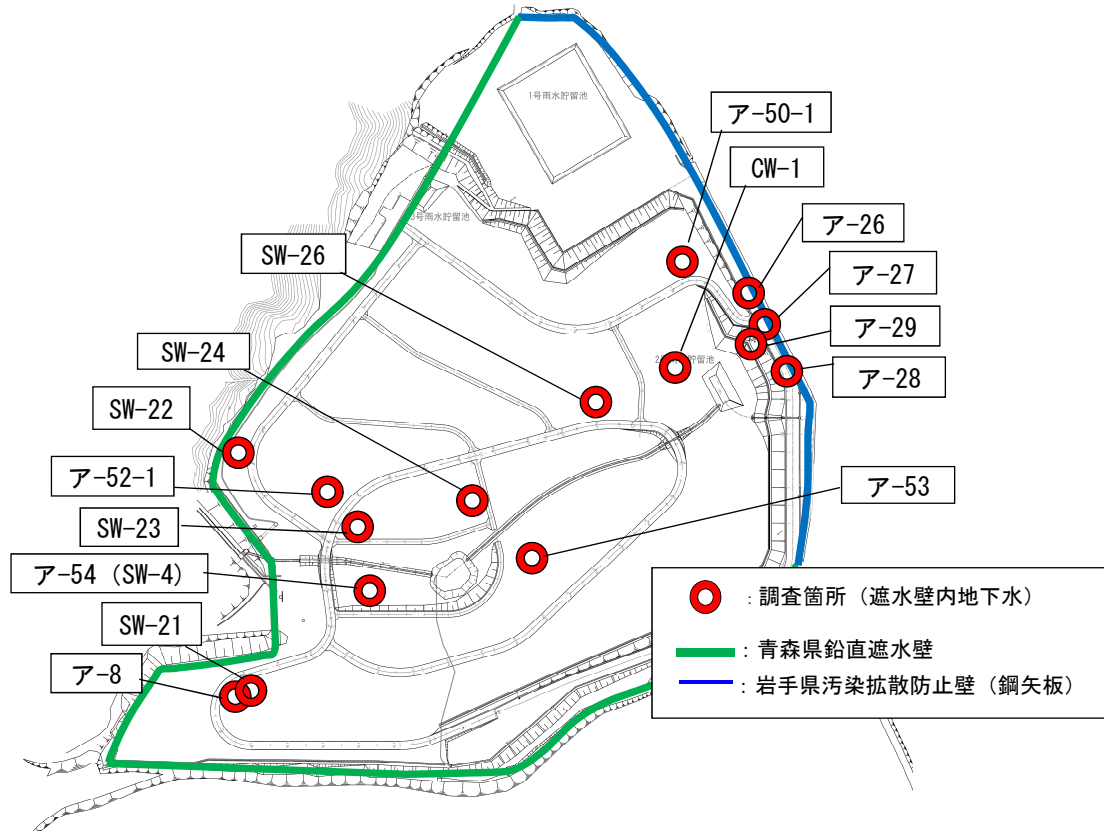 1号雨水貯留池
ア-50-1
CW-1
ア-26
3号雨水貯留池
SW-26
ア-27
ア-29
SW-24
ア-28
SW-22
ア-52-1
ア-53
SW-23
ア-54（SW-4）
SW-21
ア-8
：調査箇所（遮水壁内地下水）
：青森県鉛直遮水壁
：岩手県汚染拡散防止壁（鋼矢板）